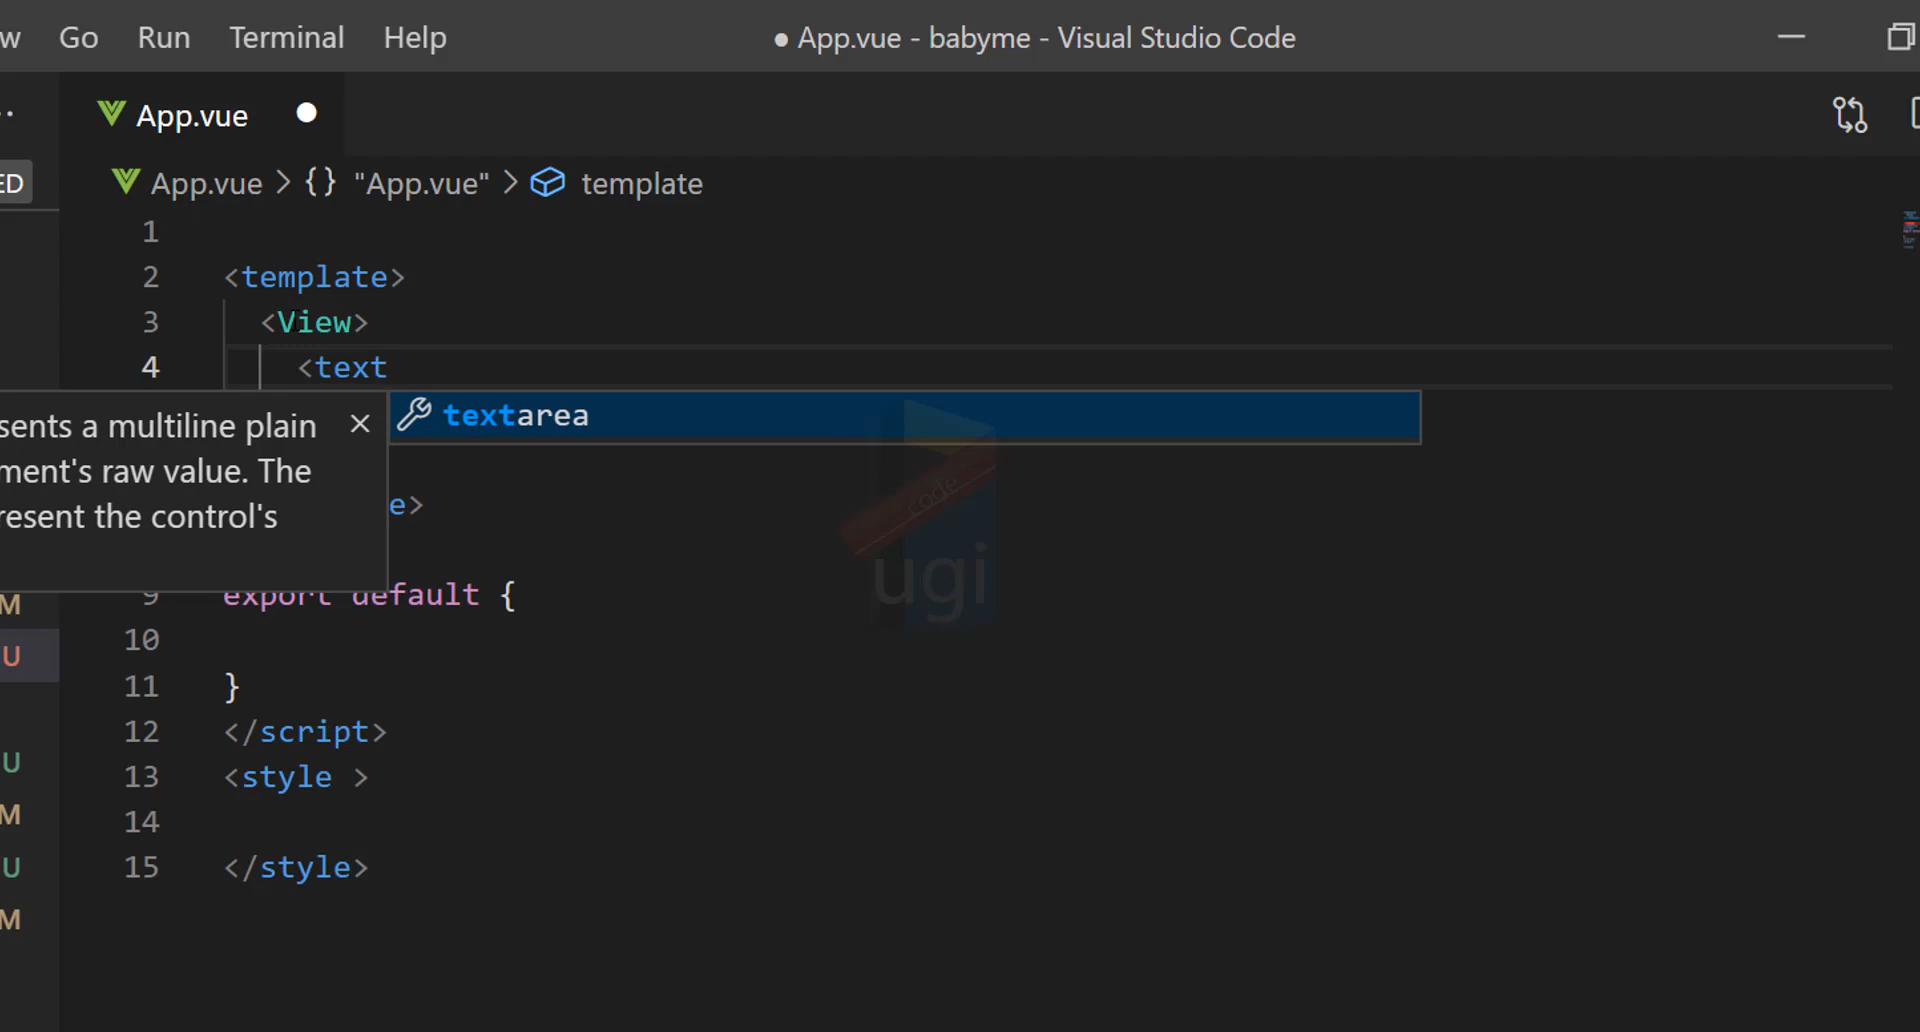 Go Run Terminal Help
● App.vue - babyme - Visual Studio Code
App.vue
ED
App.vue > {} "App.vue" > template
1
2 <template>
3 <View>
4 <text
textarea
sents a multiline plain
ment's raw value. The
resent the control's
e>
9 export default {
10
11 }
12 </script>
13 <style >
14
15 </style>
M
U
U
M
U
M
code
ugi